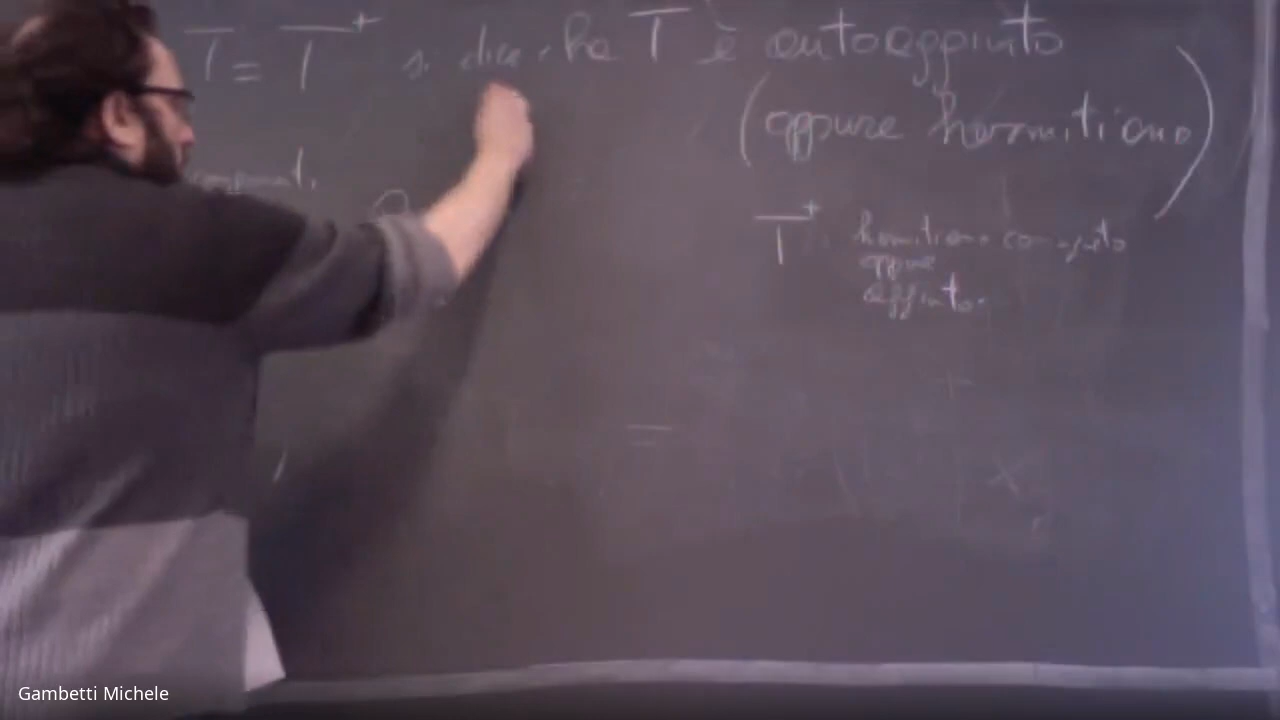 T = T⁺ si dice che T è autoaggiunto
(oppure hermitiano)
T⁺: hermitiano coniugato
oppure
aggiunto.
=
Gambetti Michele